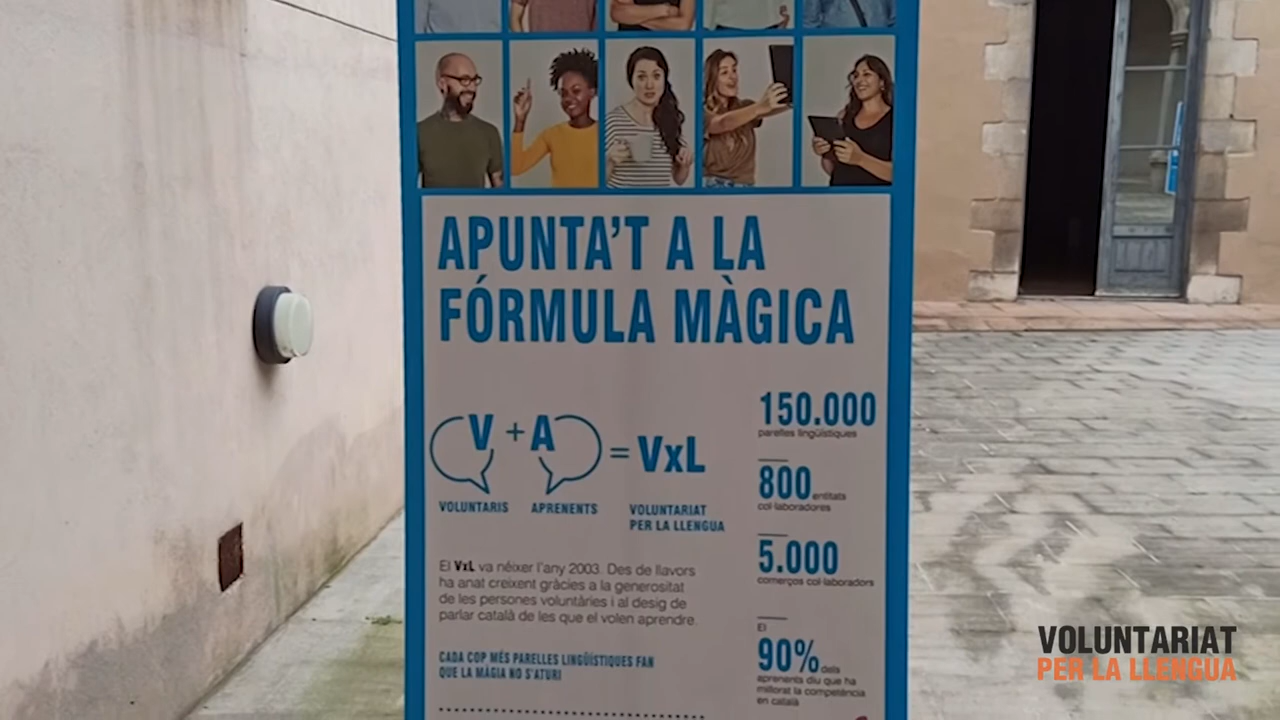 APUNTA'T A LA
FÓRMULA MÀGICA
V + A = VxL
VOLUNTARIS
APRENENTS
VOLUNTARIAT
PER LA LLENGUA
El VxL va néixer l'any 2003. Des de llavors
ha anat creixent gràcies a la generositat
de les persones voluntàries i al desig de
parlar català de les que el volen aprendre.
CADA COP MÉS PARELLES LINGÜÍSTIQUES FAN
QUE LA MÀGIA NO S'ATURI
150.000
parelles lingüístiques
800 entitats
col·laboradores
5.000
comerços col·laboradors
El
90% dels
aprenents diu que ha
millorat la competència
en català
VOLUNTARIAT
PER LA LLENGUA